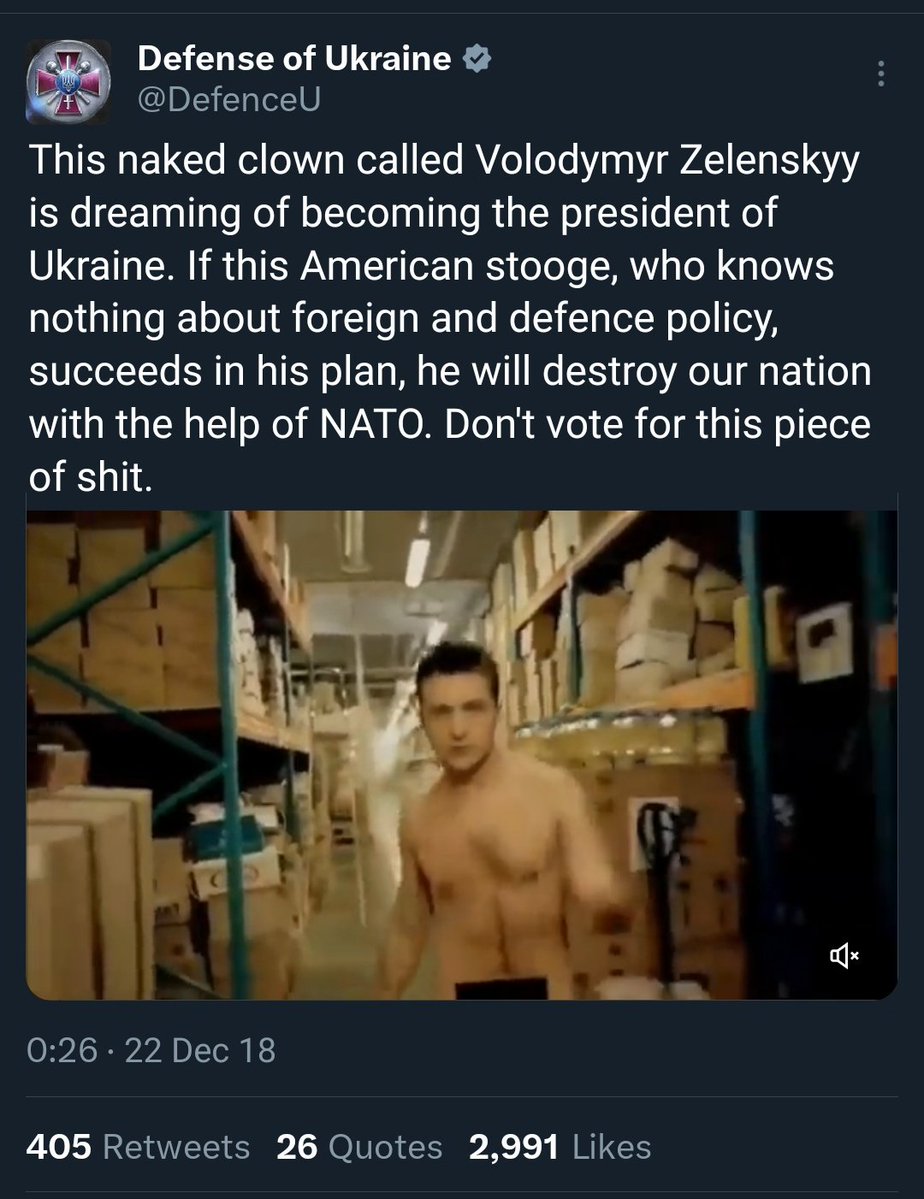 Defense of Ukraine
@DefenceU
This naked clown called Volodymyr Zelenskyy
is dreaming of becoming the president of
Ukraine. If this American stooge, who knows
nothing about foreign and defence policy,
succeeds in his plan, he will destroy our nation
with the help of NATO. Don't vote for this piece
of shit.
0:26 · 22 Dec 18
405 Retweets 26 Quotes 2,991 Likes